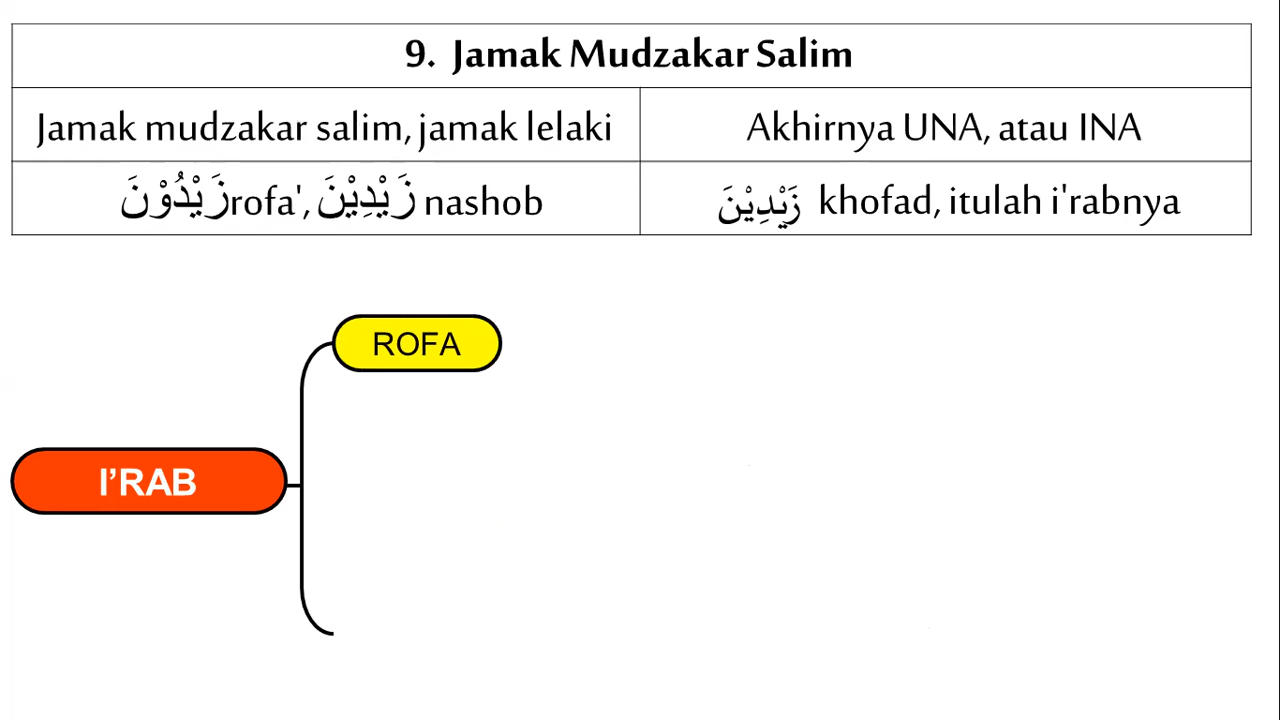 9. Jamak Mudzakar Salim
Jamak mudzakar salim, jamak lelaki
Akhirnya UNA, atau INA
زَيْدُوْنَ rofa', زَيْدِيْنَ nashob
زَيْدِيْنَ khofad, itulah i'rabnya
ROFA
I’RAB